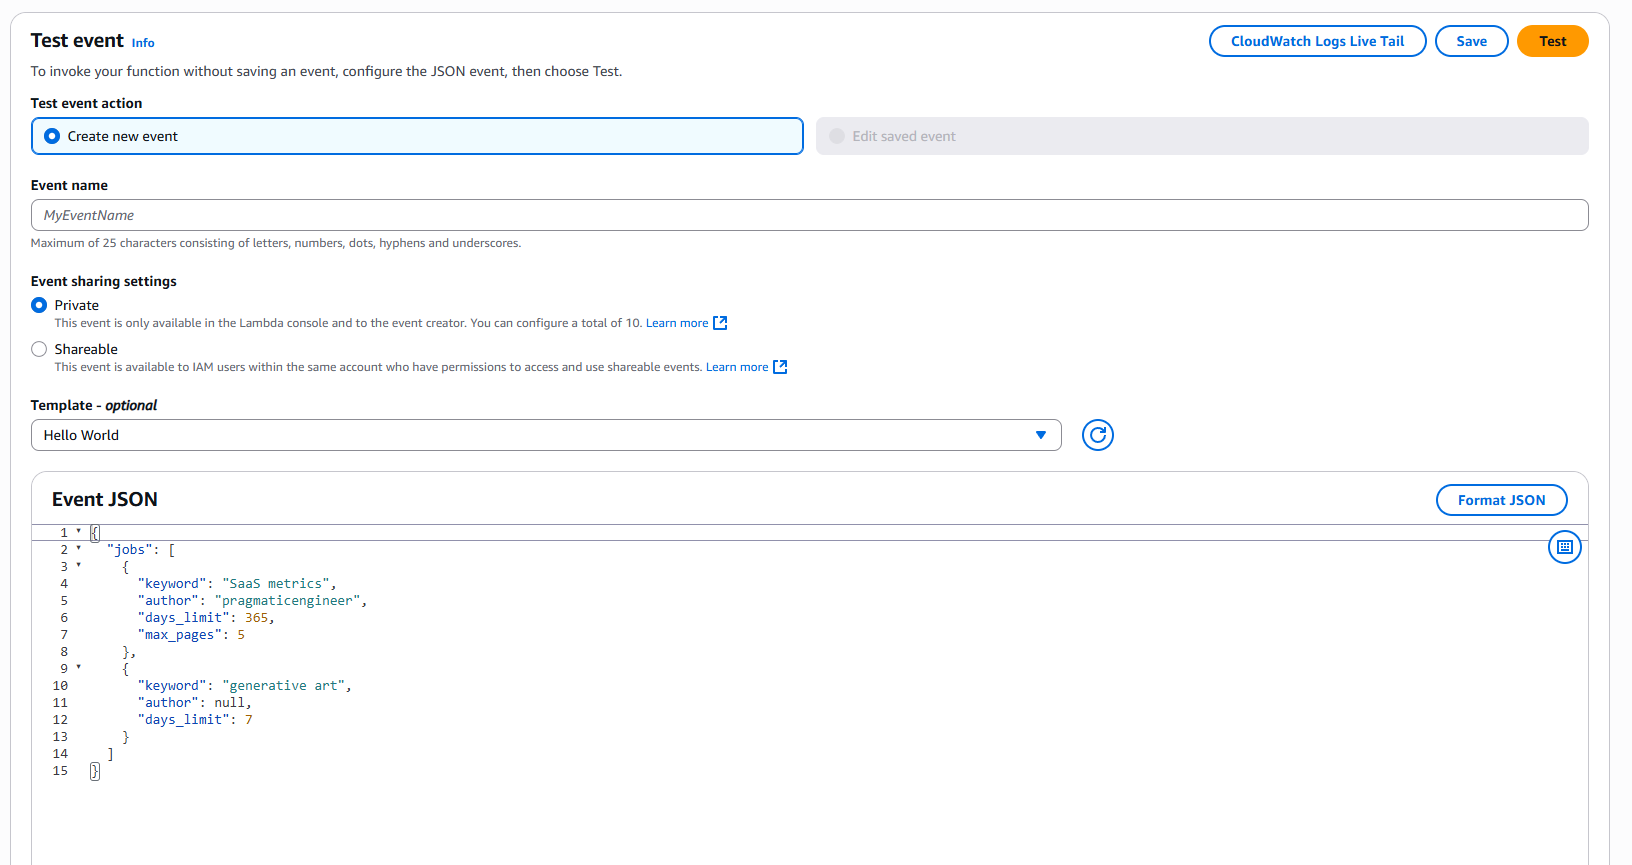 Test event Info
CloudWatch Logs Live Tail
Save
Test
To invoke your function without saving an event, configure the JSON event, then choose Test.
Test event action
Create new event
Edit saved event
Event name
MyEventName
Maximum of 25 characters consisting of letters, numbers, dots, hyphens and underscores.
Event sharing settings
Private
This event is only available in the Lambda console and to the event creator. You can configure a total of 10. Learn more
Shareable
This event is available to IAM users within the same account who have permissions to access and use shareable events. Learn more
Template - optional
Hello World
Event JSON
Format JSON
1 {
2   "jobs": [
3     {
4       "keyword": "SaaS metrics",
5       "author": "pragmaticengineer",
6       "days_limit": 365,
7       "max_pages": 5
8     },
9     {
10       "keyword": "generative art",
11       "author": null,
12       "days_limit": 7
13     }
14   ]
15 }